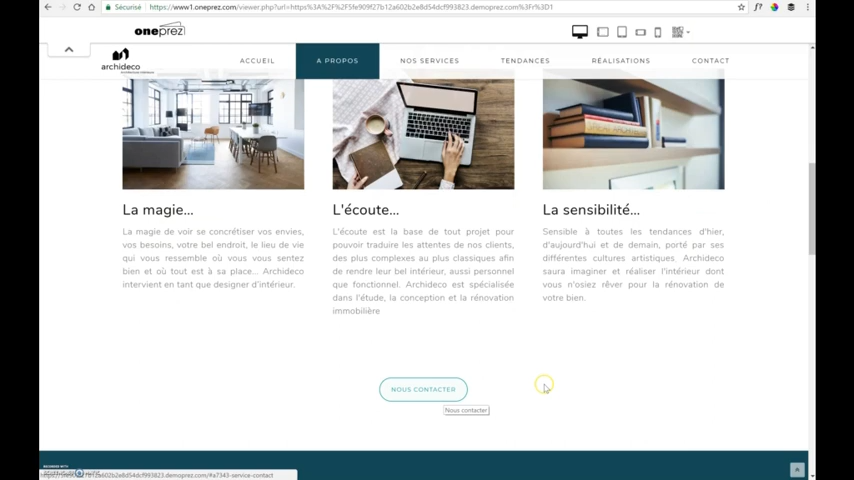 Sécurisé
https://www1.oneprez.com/viewer.php?url=https%3A%2F%2F5fe909f27b12a602b2e8d54dcf993823.demoprez.com%3Fr%3D1
oneprez
archideco
ACCUEIL
A PROPOS
NOS SERVICES
TENDANCES
RÉALISATIONS
CONTACT
La magie...
La magie de voir se concrétiser vos envies,
vos besoins, votre bel endroit, le lieu de vie
qui vous ressemble où vous vous sentez
bien et où tout est à sa place... Archideco
intervient en tant que designer d'intérieur.
L'écoute...
L'écoute est la base de tout projet pour
pouvoir traduire les attentes de nos clients,
des plus complexes au plus classiques afin
de rendre leur bel intérieur, aussi personnel
que fonctionnel. Archideco est spécialisée
dans l'étude, la conception et la rénovation
immobilière
La sensibilité...
Sensible à toutes les tendances d'hier,
d'aujourd'hui et de demain, porté par ses
différentes cultures artistiques Archideco
saura imaginer et réaliser l'intérieur dont
vous n'osiez rêver pour la rénovation de
votre bien.
NOUS CONTACTER
Nous contacter